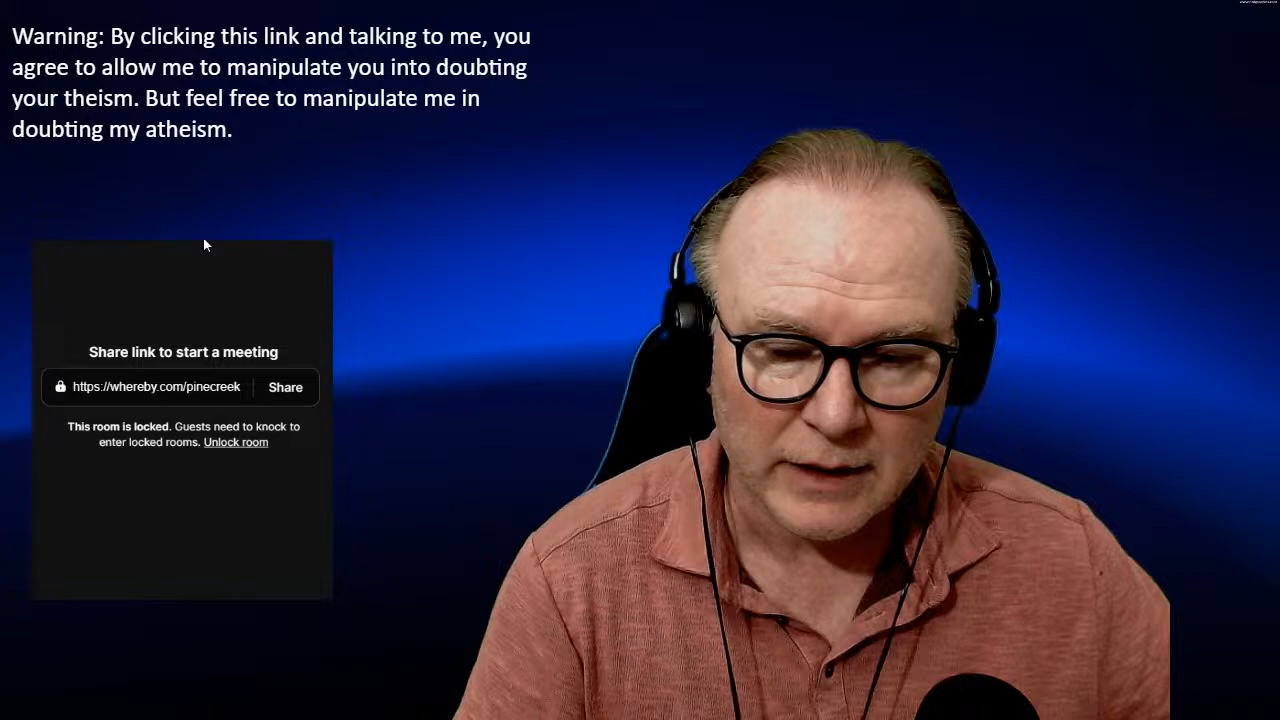 Warning: By clicking this link and talking to me, you
agree to allow me to manipulate you into doubting
your theism. But feel free to manipulate me in
doubting my atheism.
Share link to start a meeting
https://whereby.com/pinecreek Share
This room is locked. Guests need to knock to
enter locked rooms. Unlock room